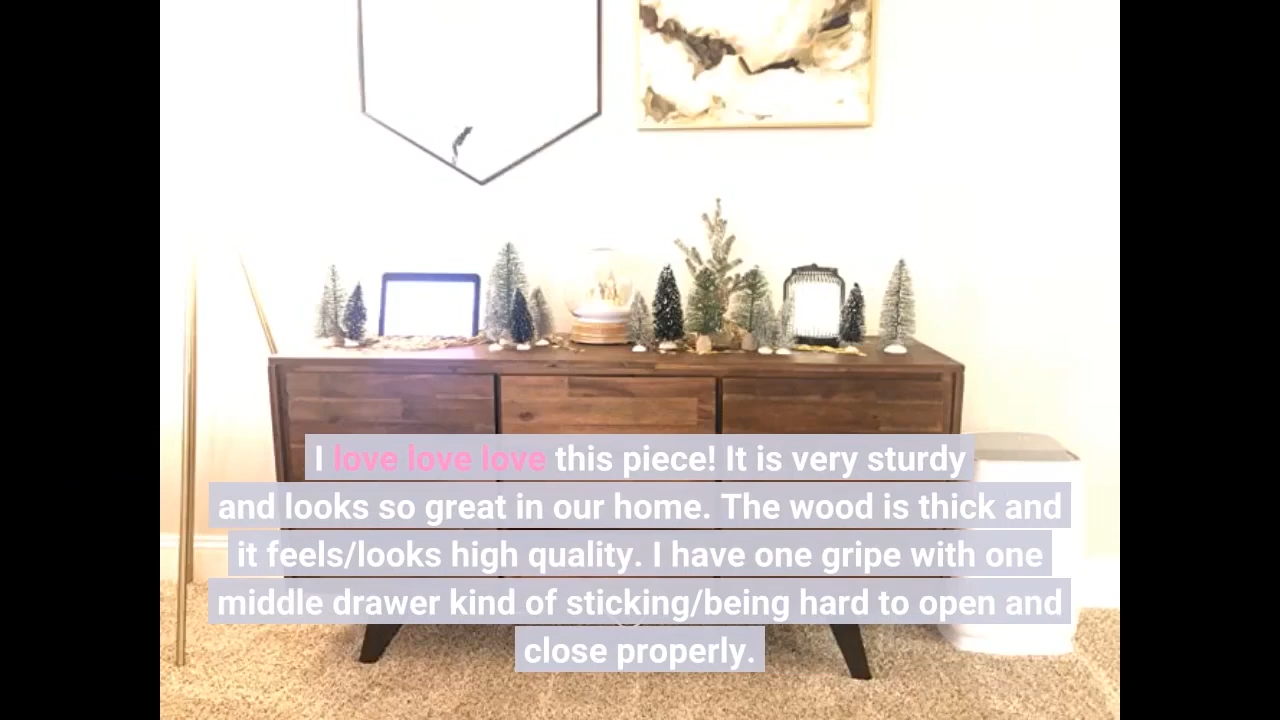 I love love love this piece! It is very sturdy
and looks so great in our home. The wood is thick and
it feels/looks high quality. I have one gripe with one
middle drawer kind of sticking/being hard to open and
close properly.